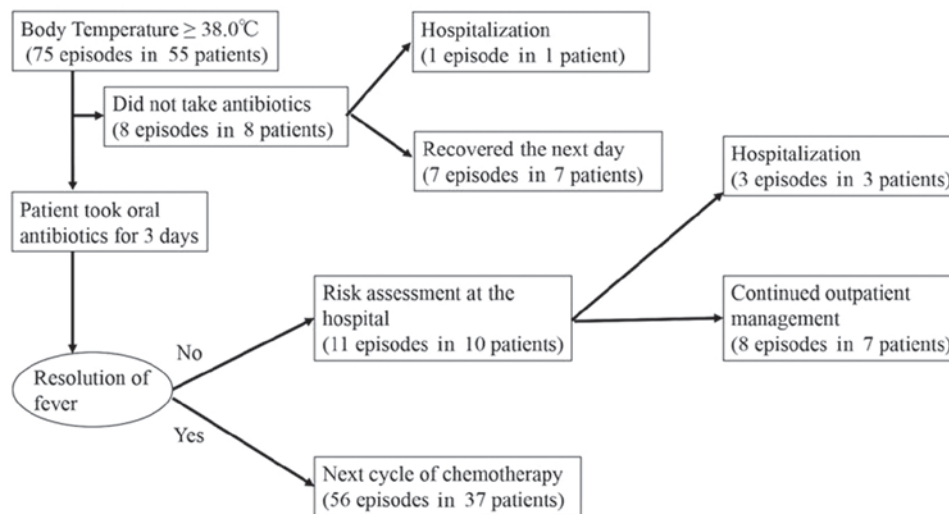 Body Temperature ≥ 38.0℃
(75 episodes in 55 patients)
Did not take antibiotics
(8 episodes in 8 patients)
Hospitalization
(1 episode in 1 patient)
Recovered the next day
(7 episodes in 7 patients)
Patient took oral
antibiotics for 3 days
Hospitalization
(3 episodes in 3 patients)
Risk assessment at the
hospital
(11 episodes in 10 patients)
Continued outpatient
management
(8 episodes in 7 patients)
Resolution of
fever
No
Yes
Next cycle of chemotherapy
(56 episodes in 37 patients)